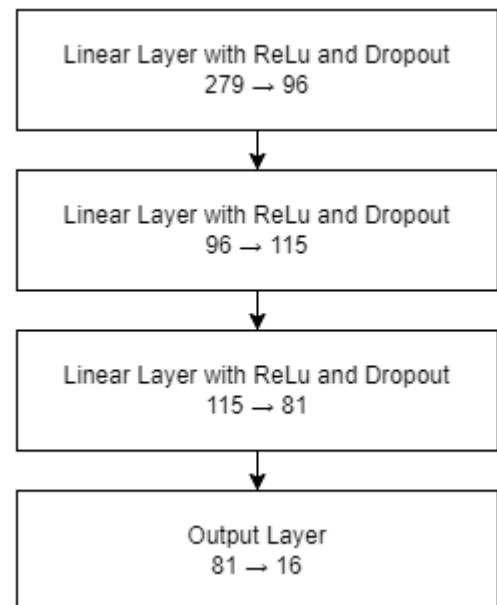 Linear Layer with ReLu and Dropout
279 → 96
Linear Layer with ReLu and Dropout
96 → 115
Linear Layer with ReLu and Dropout
115 → 81
Output Layer
81 → 16